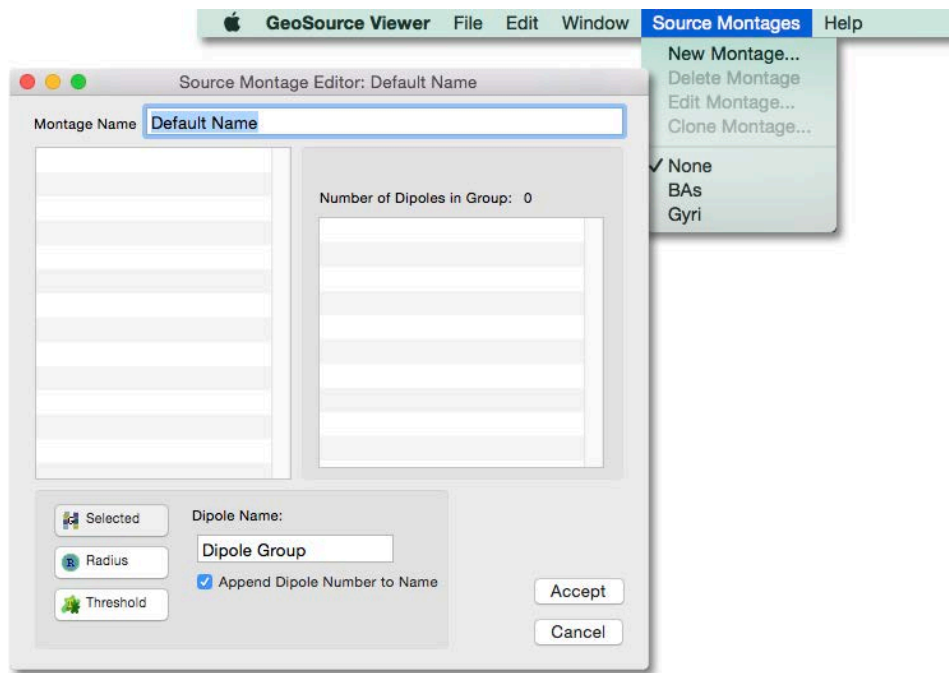 GeoSource Viewer File Edit Window Source Montages Help
New Montage...
Delete Montage
Edit Montage...
Clone Montage...
✓ None
BAs
Gyri
Source Montage Editor: Default Name
Montage Name Default Name
Number of Dipoles in Group: 0
Selected
Radius
Threshold
Dipole Name:
Dipole Group
Append Dipole Number to Name
Accept
Cancel